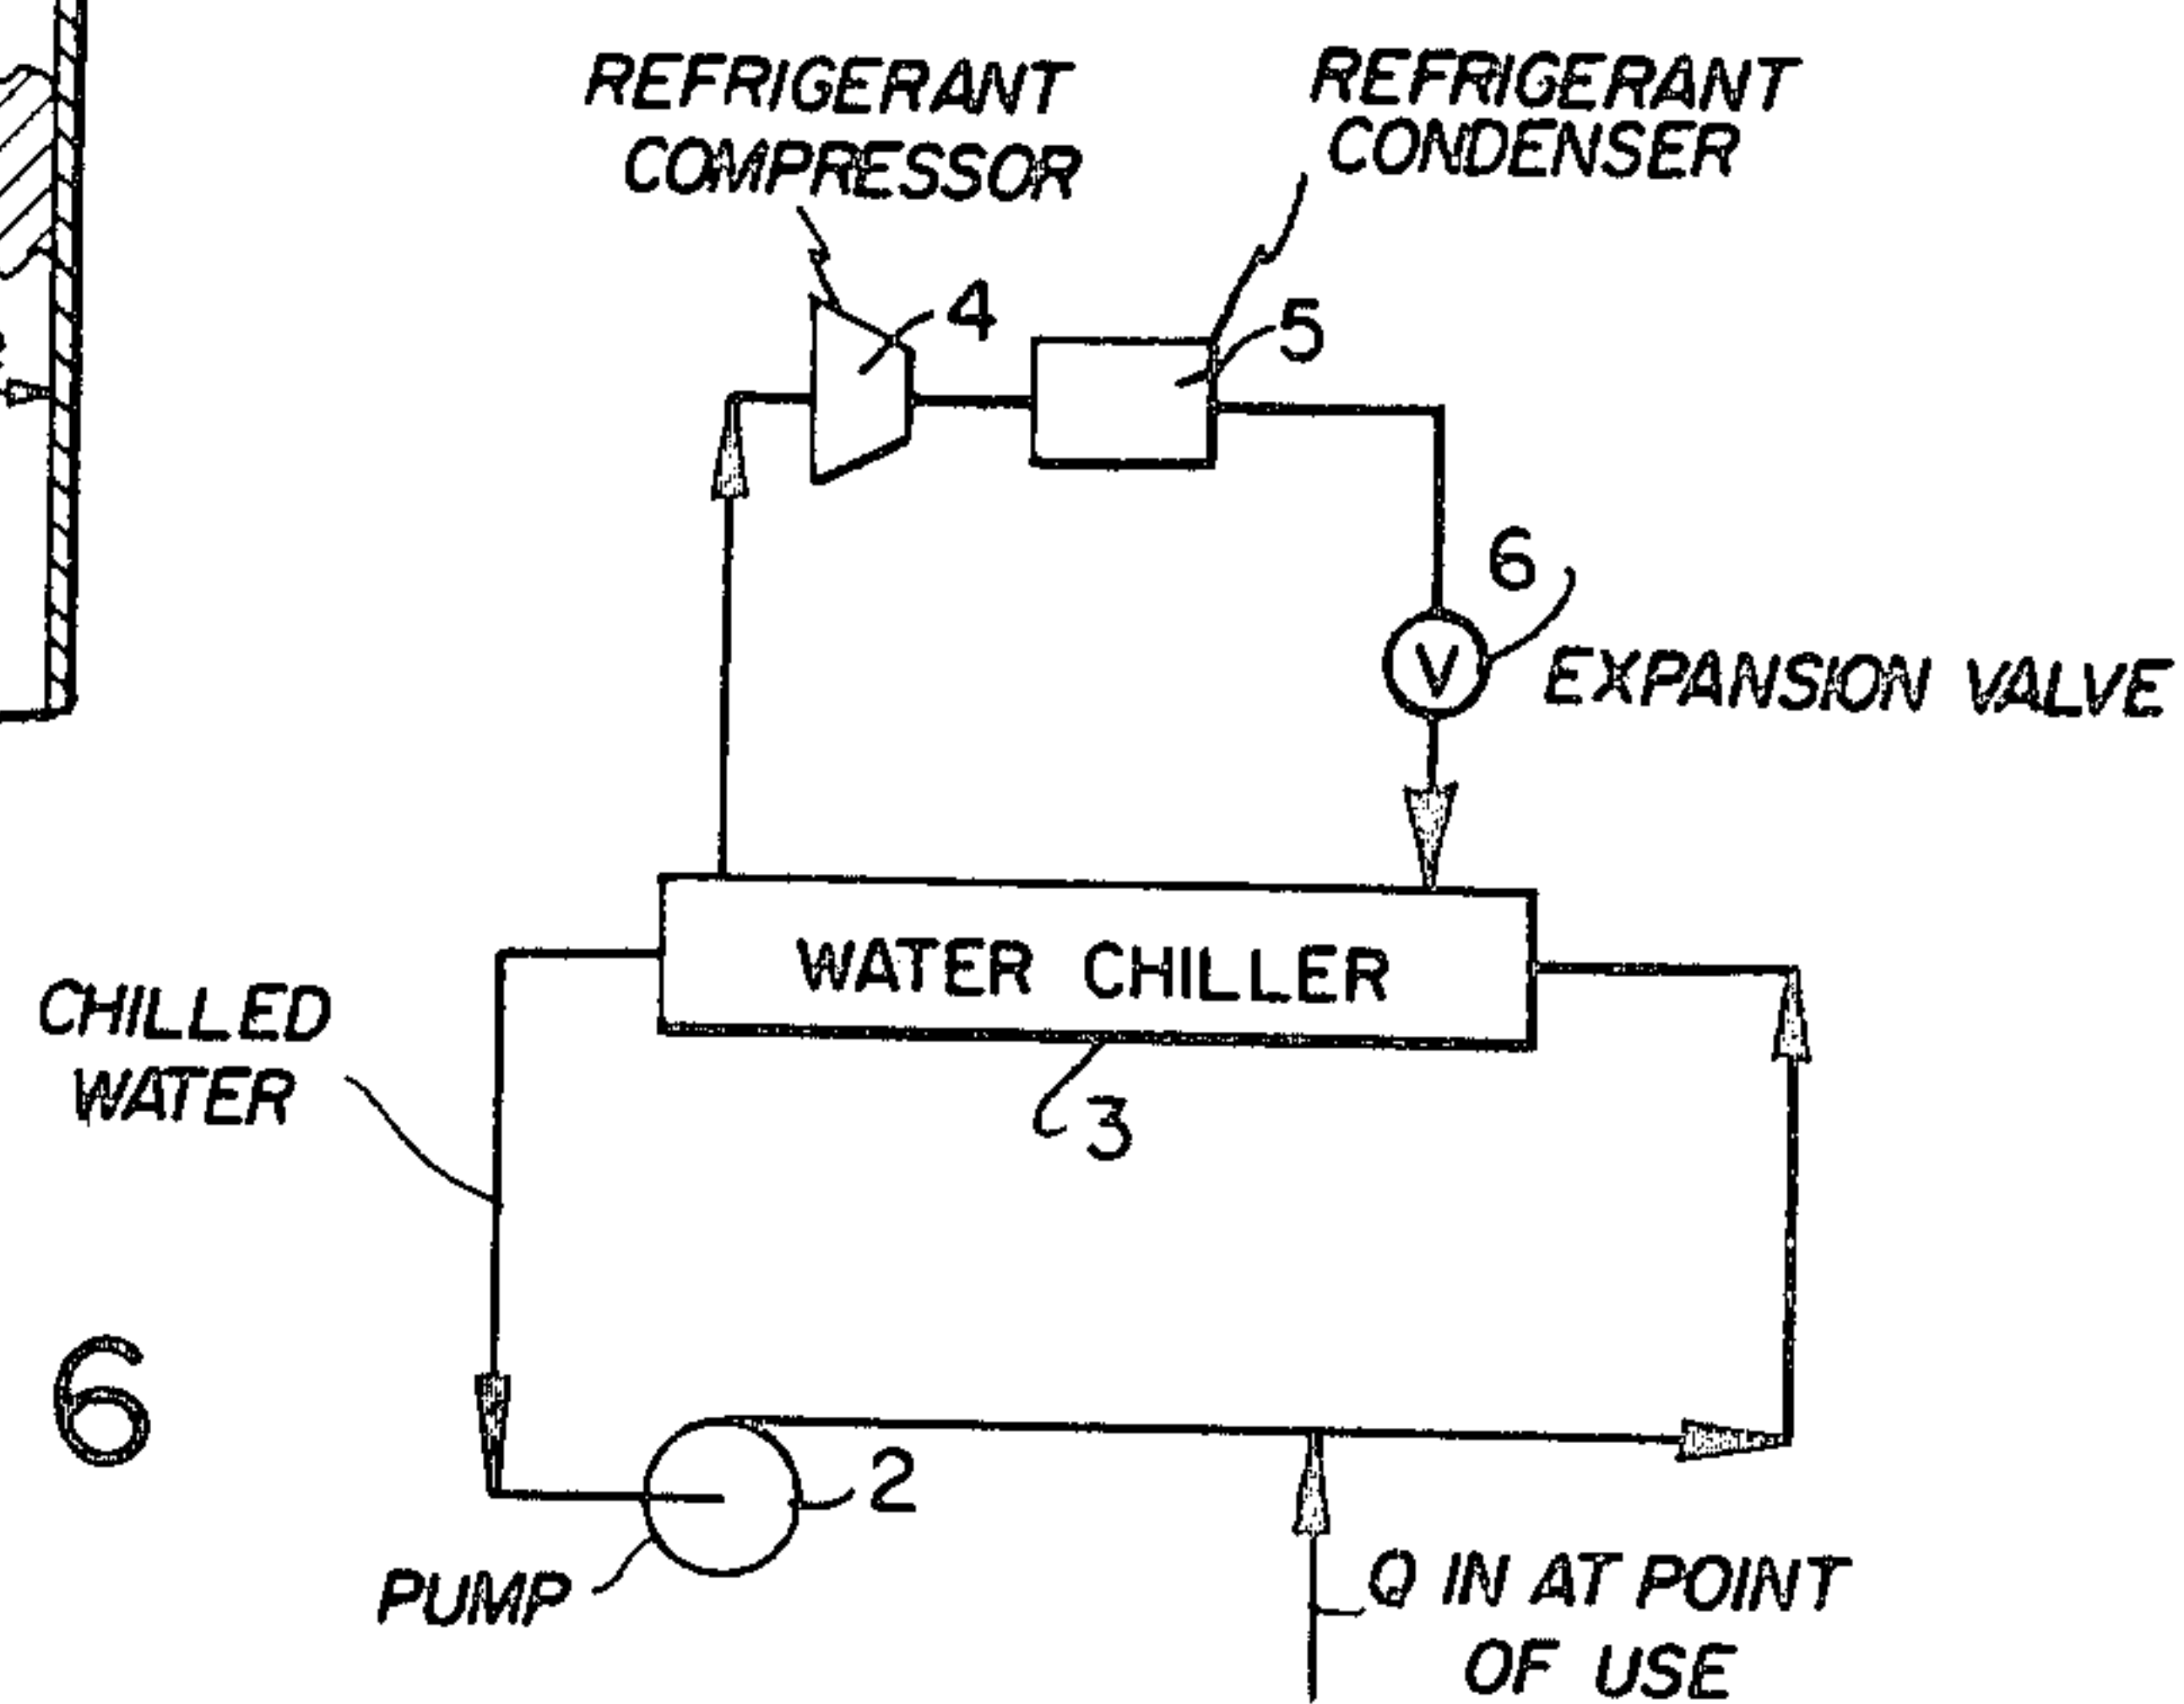 REFRIGERANT
COMPRESSOR
REFRIGERANT
CONDENSER
4
5
6
V
EXPANSION VALVE
WATER CHILLER
CHILLED
WATER
3
6
2
PUMP
Q IN AT POINT
OF USE